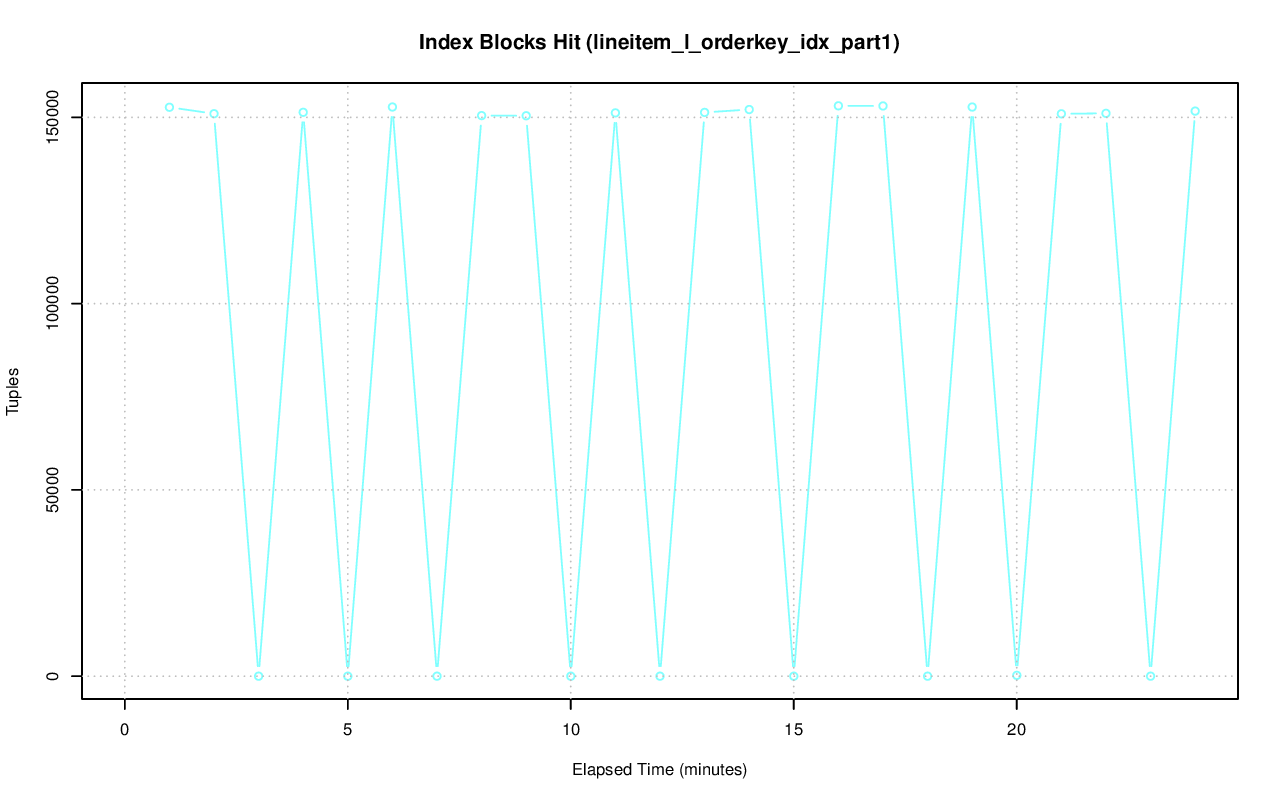 Index Blocks Hit (lineitem_l_orderkey_idx_part1)
150000
100000
50000
0
Tuples
0 5 10 15 20
Elapsed Time (minutes)